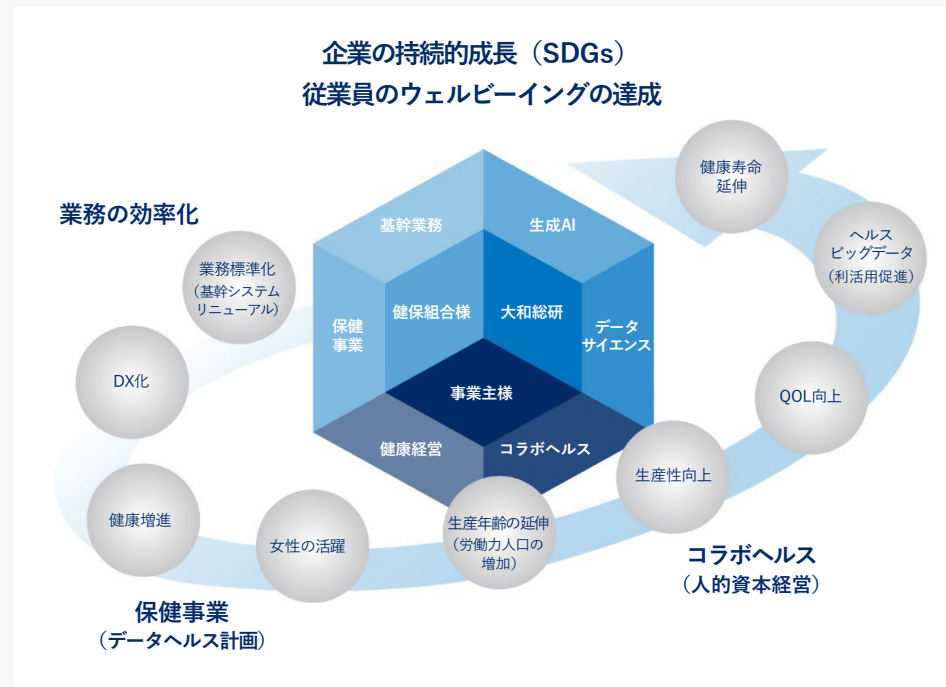 企業の持続的成長（SDGs）
従業員のウェルビーイングの達成
業務の効率化
業務標準化
（基幹システム
リニューアル）
DX化
健康増進
女性の活躍
生産年齢の延伸
（労働力人口の
増加）
生産性向上
QOL向上
ヘルス
ビッグデータ
（利活用促進）
健康寿命
延伸
基幹業務
生成AI
保健
事業
健保組合様
大和総研
データ
サイエンス
事業主様
健康経営
コラボヘルス
保健事業
（データヘルス計画）
コラボヘルス
（人的資本経営）